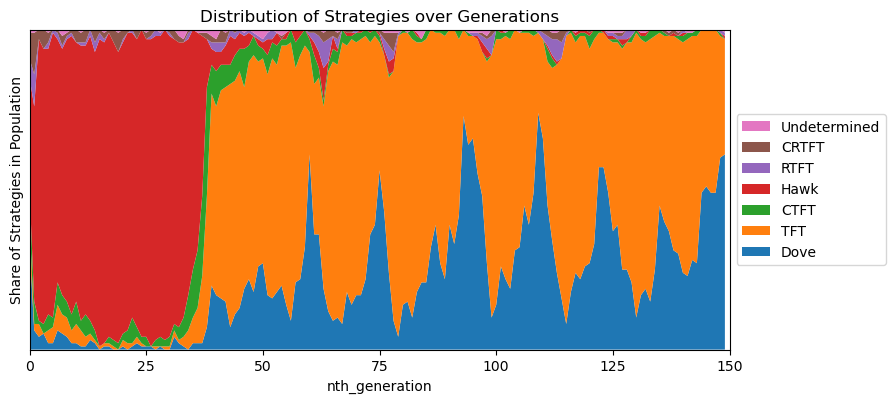 Distribution of Strategies over Generations
Share of Strategies in Population
Undetermined
CRTFT
RTFT
Hawk
CTFT
TFT
Dove
0
25
50
75
100
125
150
nth_generation